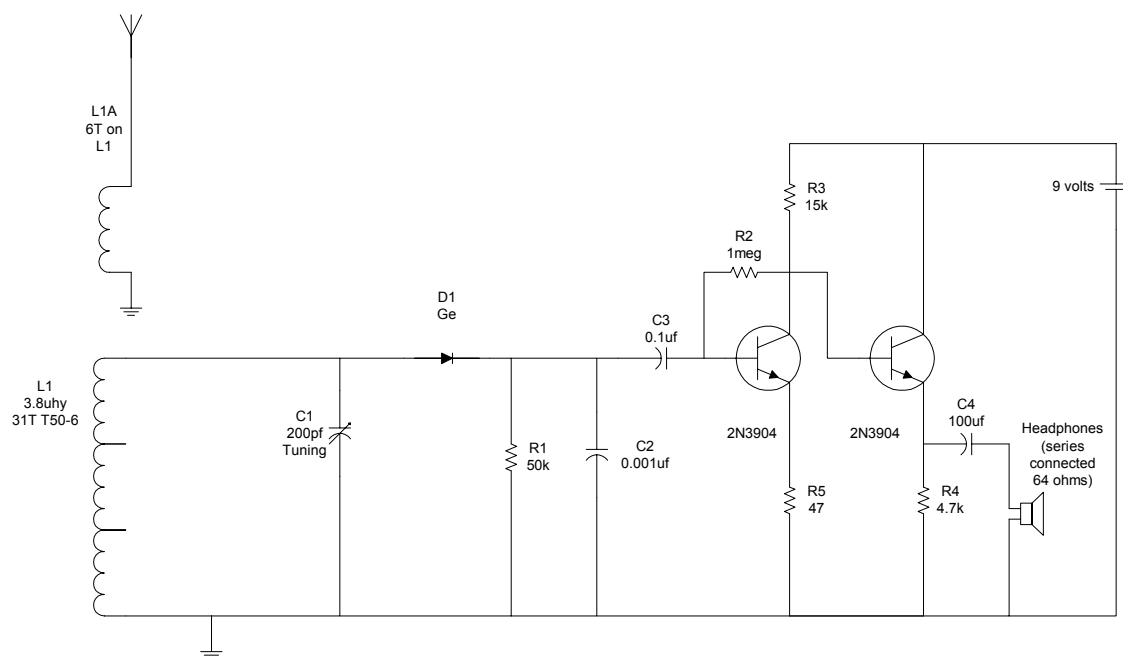 L1A
6T on
L1
R3
15k
9 volts
R2
1meg
D1
Ge
C3
0.1uf
L1
3.8uhy
31T T50-6
C1
200pf
Tuning
R1
50k
C2
0.001uf
2N3904
2N3904
C4
100uf
Headphones
(series
connected
64 ohms)
R5
47
R4
4.7k